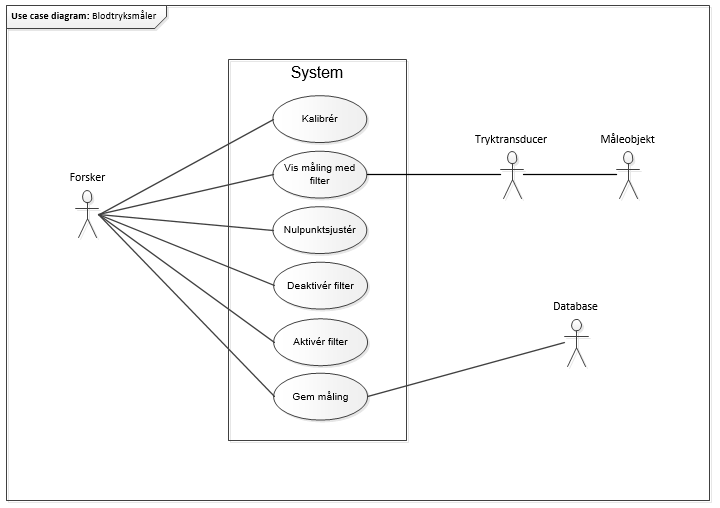 Use case diagram: Blodtryksmåler
System
Kalibrér
Vis måling med
filter
Nulpunktsjustér
Deaktivér filter
Aktivér filter
Gem måling
Forsker
Tryktransducer
Måleobjekt
Database